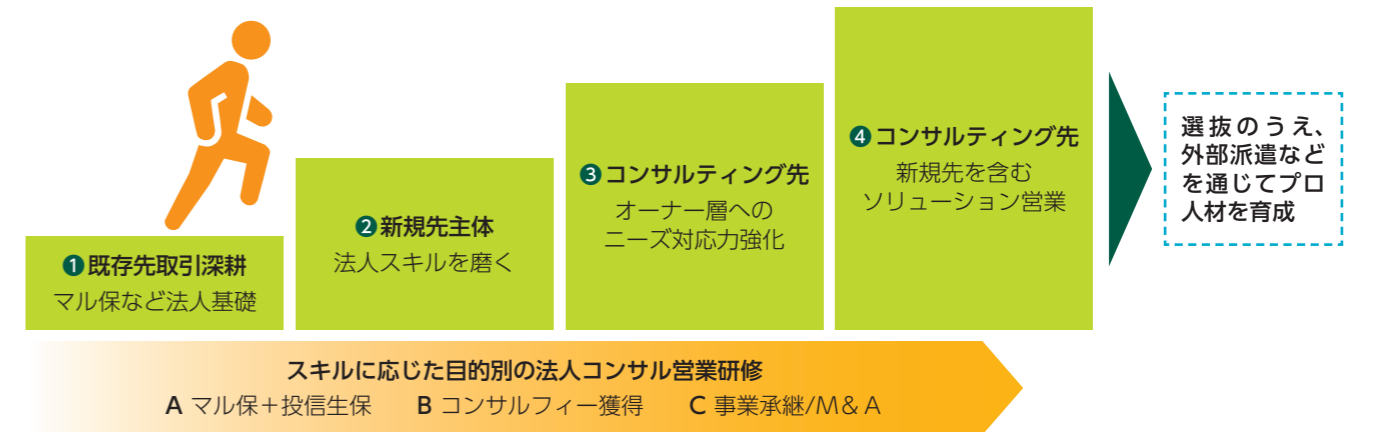 ❶既存先取引深耕
マル保など法人基礎
❷新規先主体
法人スキルを磨く
❸コンサルティング先
オーナー層への
ニーズ対応力強化
❹コンサルティング先
新規先を含む
ソリューション営業
選抜のうえ、
外部派遣など
を通じてプロ
人材を育成
スキルに応じた目的別の法人コンサル営業研修
A マル保＋投信生保 B コンサルフィー獲得 C 事業承継/M＆A